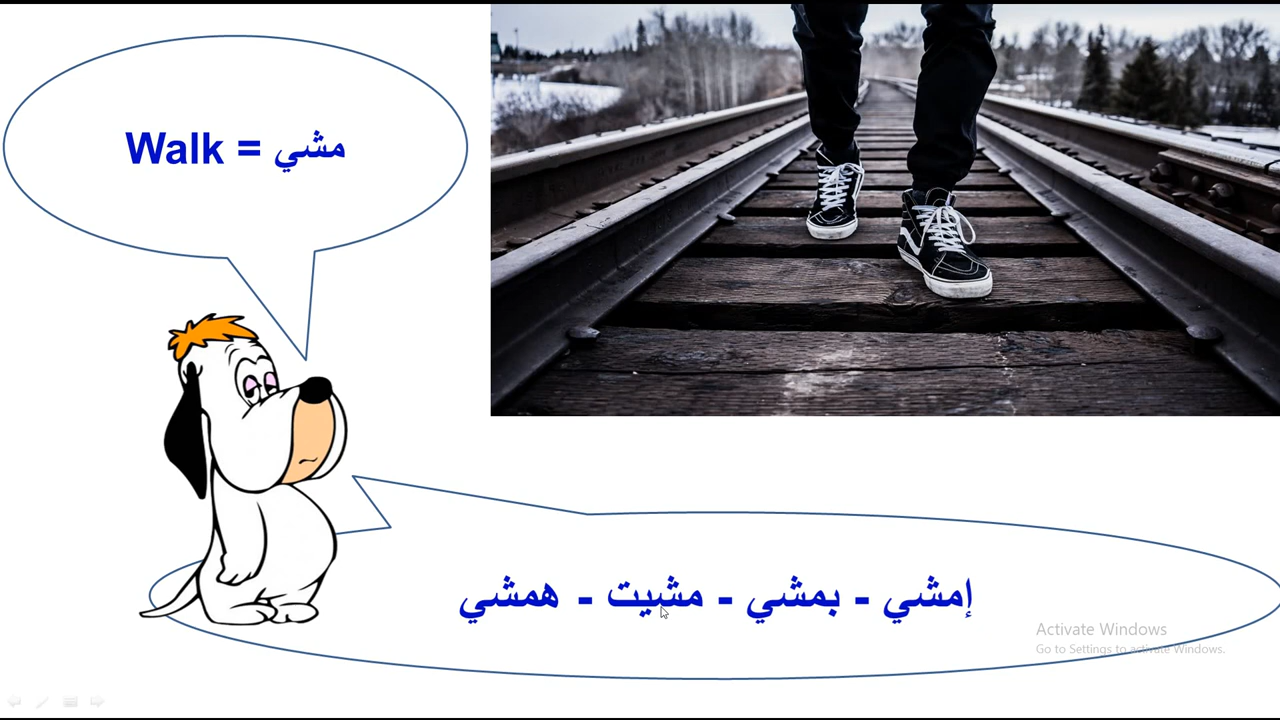 Walk = مشي
إمشي - بمشي - مشيت - همشي
Activate Windows
Go to Settings to activate Windows.